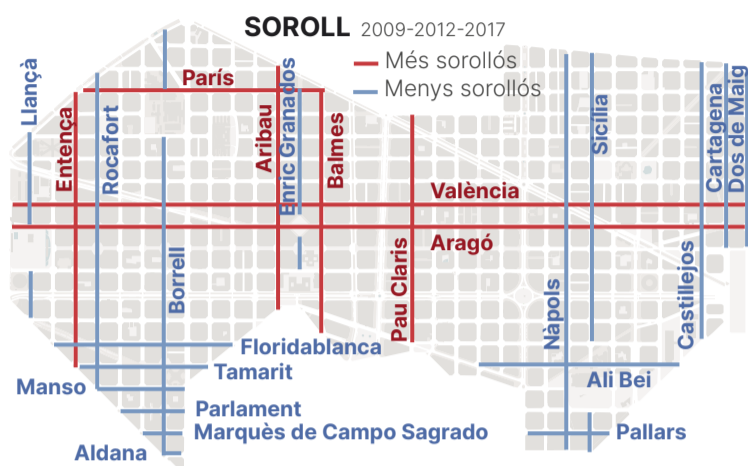 SOROLL 2009-2012-2017
Més sorollós
Menys sorollós
Llançà
Entença
Rocafort
París
Borrell
Aribau
Enric Granados
Balmes
Pau Claris
València
Aragó
Nàpols
Sicília
Castillejos
Cartagena
Dos de Maig
Floridablanca
Tamarit
Manso
Ali Bei
Parlament
Marquès de Campo Sagrado
Pallars
Aldana